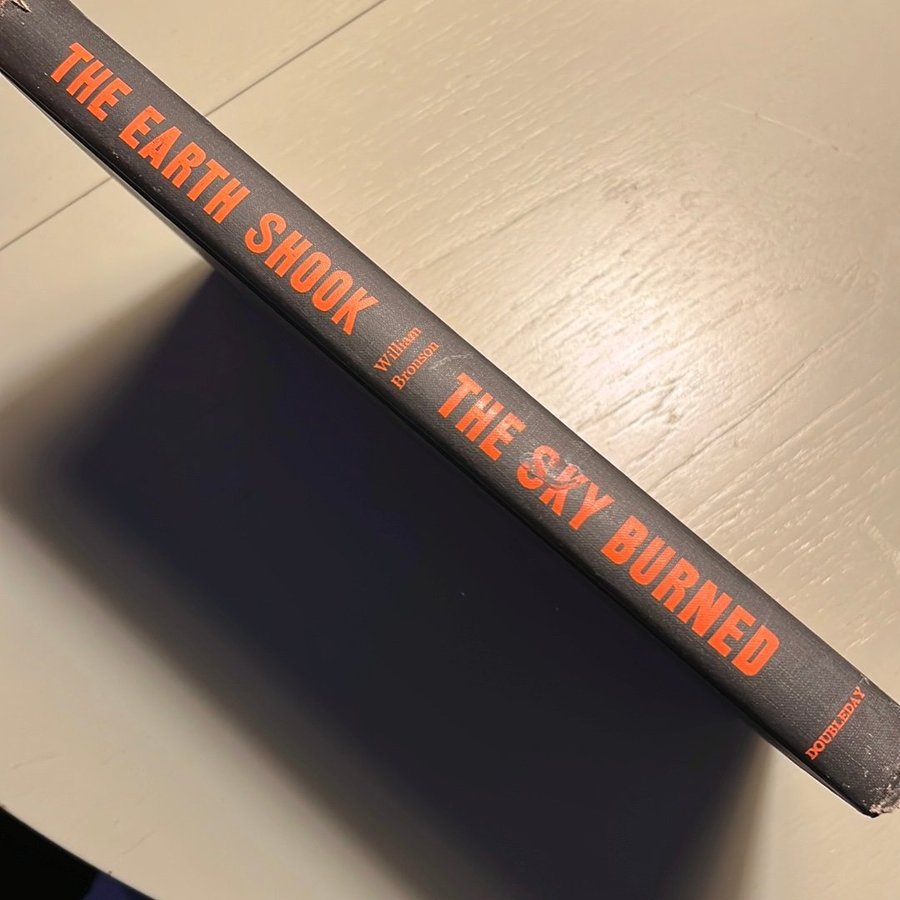 THE EARTH SHOOK
William
Bronson
THE SKY BURNED
DOUBLEDAY